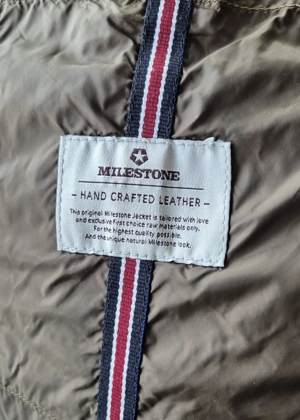 MILESTONE
- HAND CRAFTED LEATHER -
This original Milestone Jacket is tailored with love
and exclusive first choice raw materials only.
For the highest quality possible.
And the unique natural Milestone look.